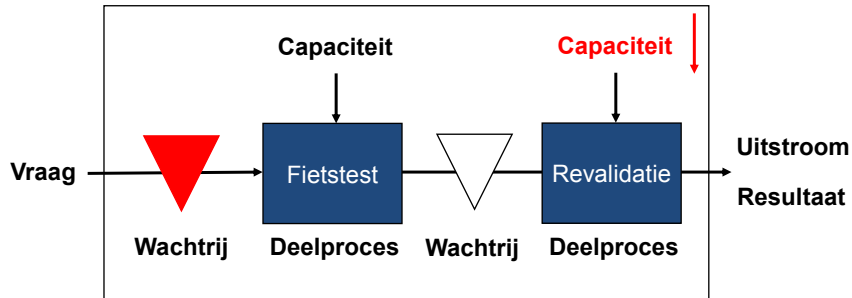 Capaciteit
Capaciteit
Vraag
Fietstest
Revalidatie
Uitstroom
Resultaat
Wachtrij
Deelproces
Wachtrij
Deelproces